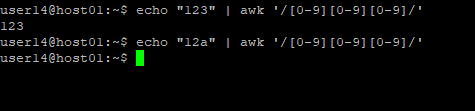 user14@host01:~$ echo "123" | awk '/[0-9][0-9][0-9]/'
123
user14@host01:~$ echo "12a" | awk '/[0-9][0-9][0-9]/'
user14@host01:~$